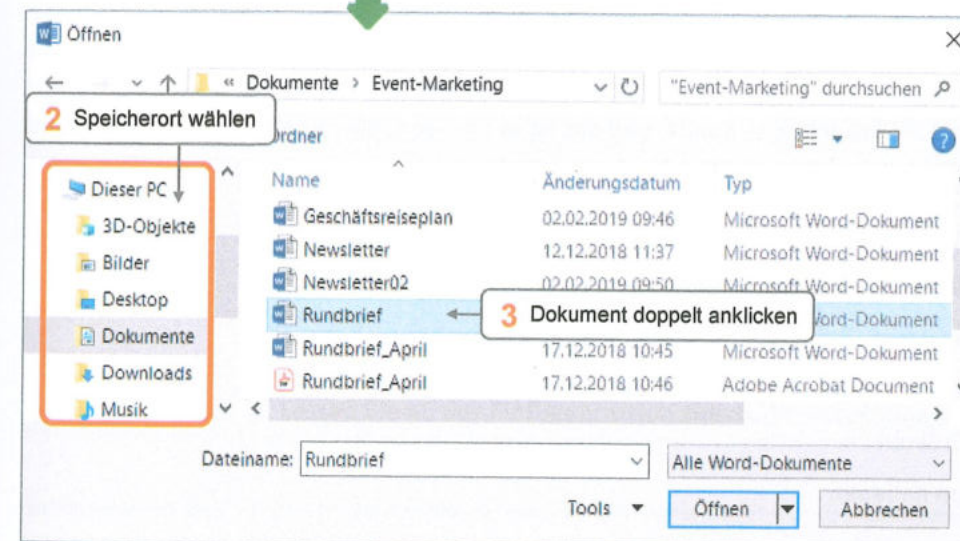 Öffnen
« Dokumente > Event-Marketing
"Event-Marketing" durchsuchen
2 Speicherort wählen
Ordner
Dieser PC
3D-Objekte
Bilder
Desktop
Dokumente
Downloads
Musik
Name Änderungsdatum Typ
Geschäftsreiseplan 02.02.2019 09:46 Microsoft Word-Dokument
Newsletter 12.12.2018 11:37 Microsoft Word-Dokument
Newsletter02 02.02.2019 09:50 Microsoft Word-Dokument
Rundbrief Word-Dokument
3 Dokument doppelt anklicken
Rundbrief_April 17.12.2018 10:45 Microsoft Word-Dokument
Rundbrief_April 17.12.2018 10:46 Adobe Acrobat Document
Dateiname: Rundbrief Alle Word-Dokumente
Tools Öffnen Abbrechen